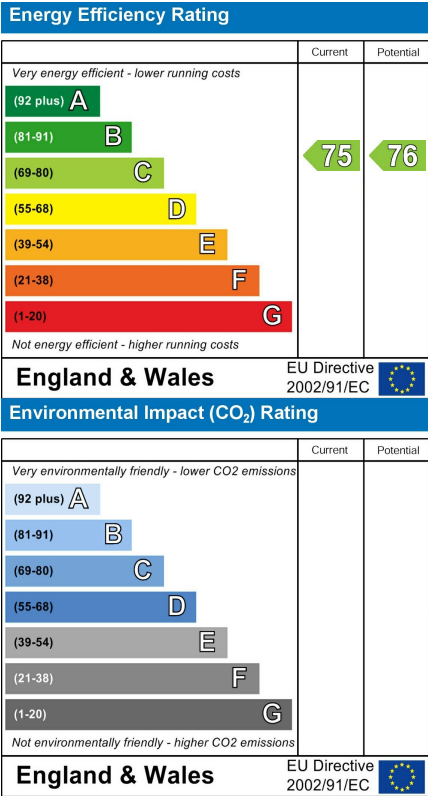 Energy Efficiency Rating
Current Potential
Very energy efficient - lower running costs
(92 plus) A
(81-91) B
75 76
(69-80) C
(55-68) D
(39-54) E
(21-38) F
(1-20) G
Not energy efficient - higher running costs
England & Wales
EU Directive
2002/91/EC
Environmental Impact (CO₂) Rating
Current Potential
Very environmentally friendly - lower CO2 emissions
(92 plus) A
(81-91) B
(69-80) C
(55-68) D
(39-54) E
(21-38) F
(1-20) G
Not environmentally friendly - higher CO2 emissions
England & Wales
EU Directive
2002/91/EC